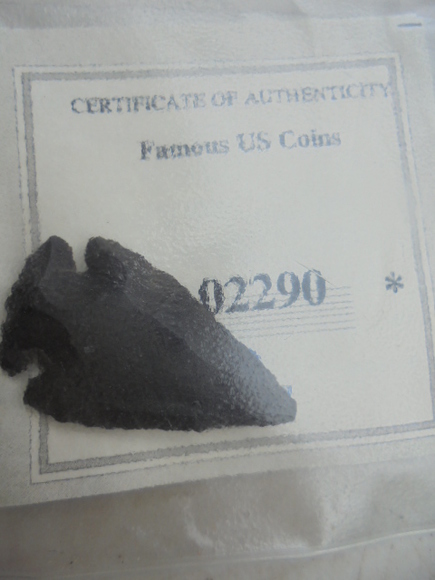 CERTIFICATE OF AUTHENTICITY
Famous US Coins
02290 *